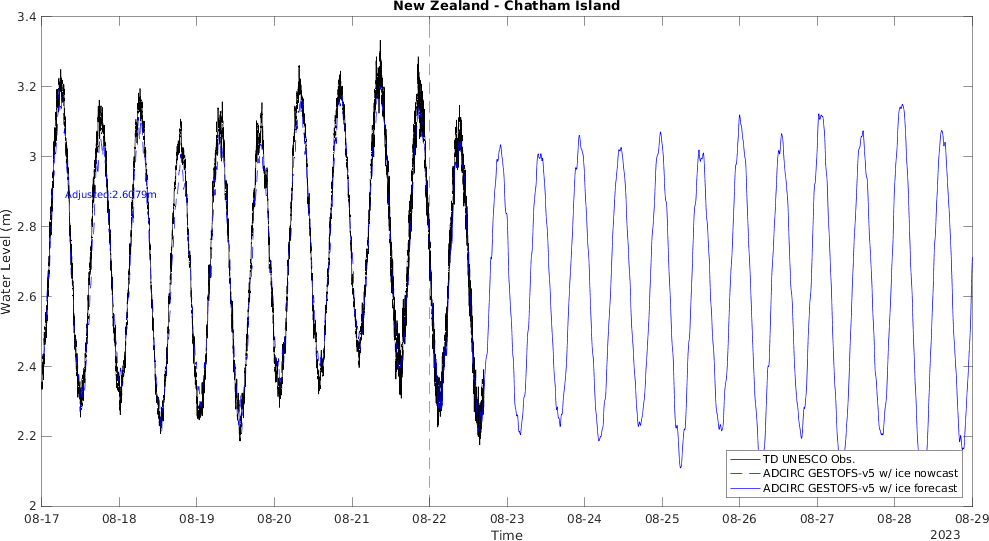 New Zealand - Chatham Island
3.4
3.2
3
2.8
2.6
2.4
2.2
2
Water Level (m)
Adjusted:2.6079m
TD UNESCO Obs.
ADCIRC GESTOFS-v5 w/ ice nowcast
ADCIRC GESTOFS-v5 w/ ice forecast
08-17 08-18 08-19 08-20 08-21 08-22 08-23 08-24 08-25 08-26 08-27 08-28 08-29
Time
2023